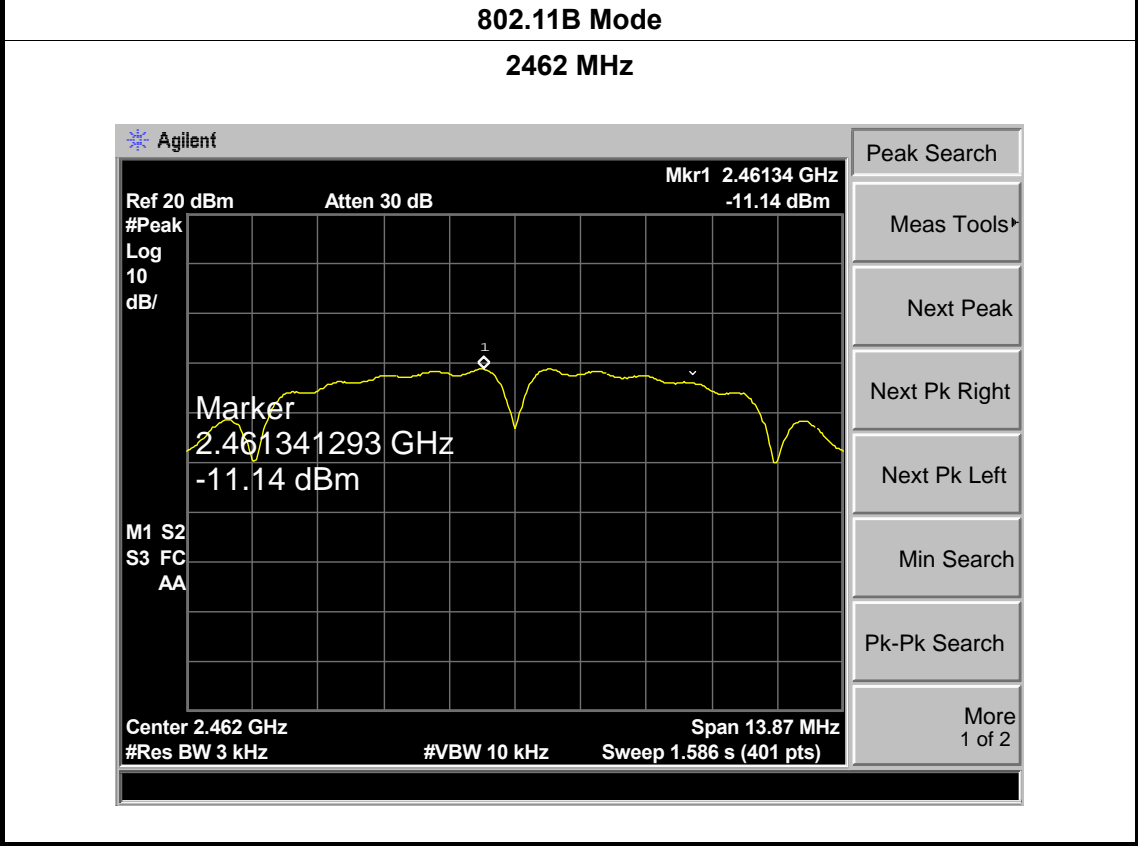 802.11B Mode
2462 MHz
Agilent
Peak Search
Mkr1 2.46134 GHz
Ref 20 dBm Atten 30 dB -11.14 dBm
#Peak
Log
10
dB/
Meas Tools
Next Peak
1
Next Pk Right
Marker
2.461341293 GHz
-11.14 dBm
Next Pk Left
M1 S2
S3 FC
AA
Min Search
Pk-Pk Search
Center 2.462 GHz Span 13.87 MHz
#Res BW 3 kHz #VBW 10 kHz Sweep 1.586 s (401 pts)
More
1 of 2